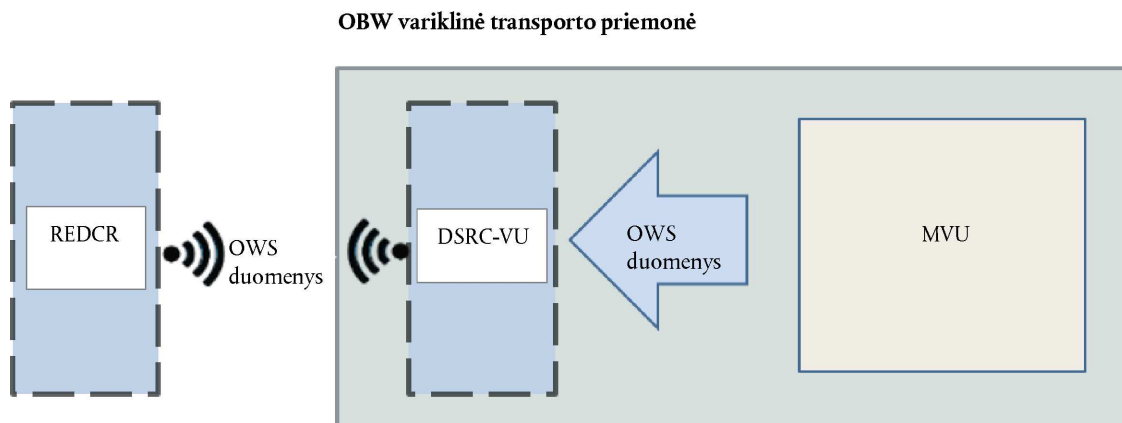 OBW variklinė transporto priemonė
REDCR
OWS
duomenys
DSRC-VU
OWS
duomenys
MVU